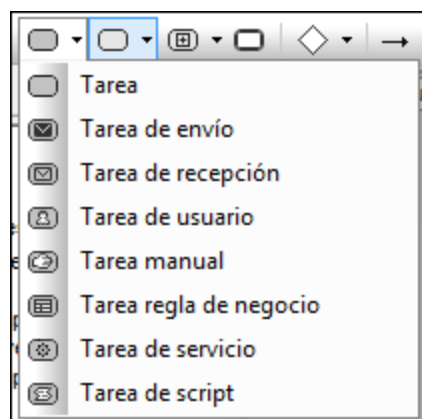 Tarea
Tarea de envío
Tarea de recepción
Tarea de usuario
Tarea manual
Tarea regla de negocio
Tarea de servicio
Tarea de script